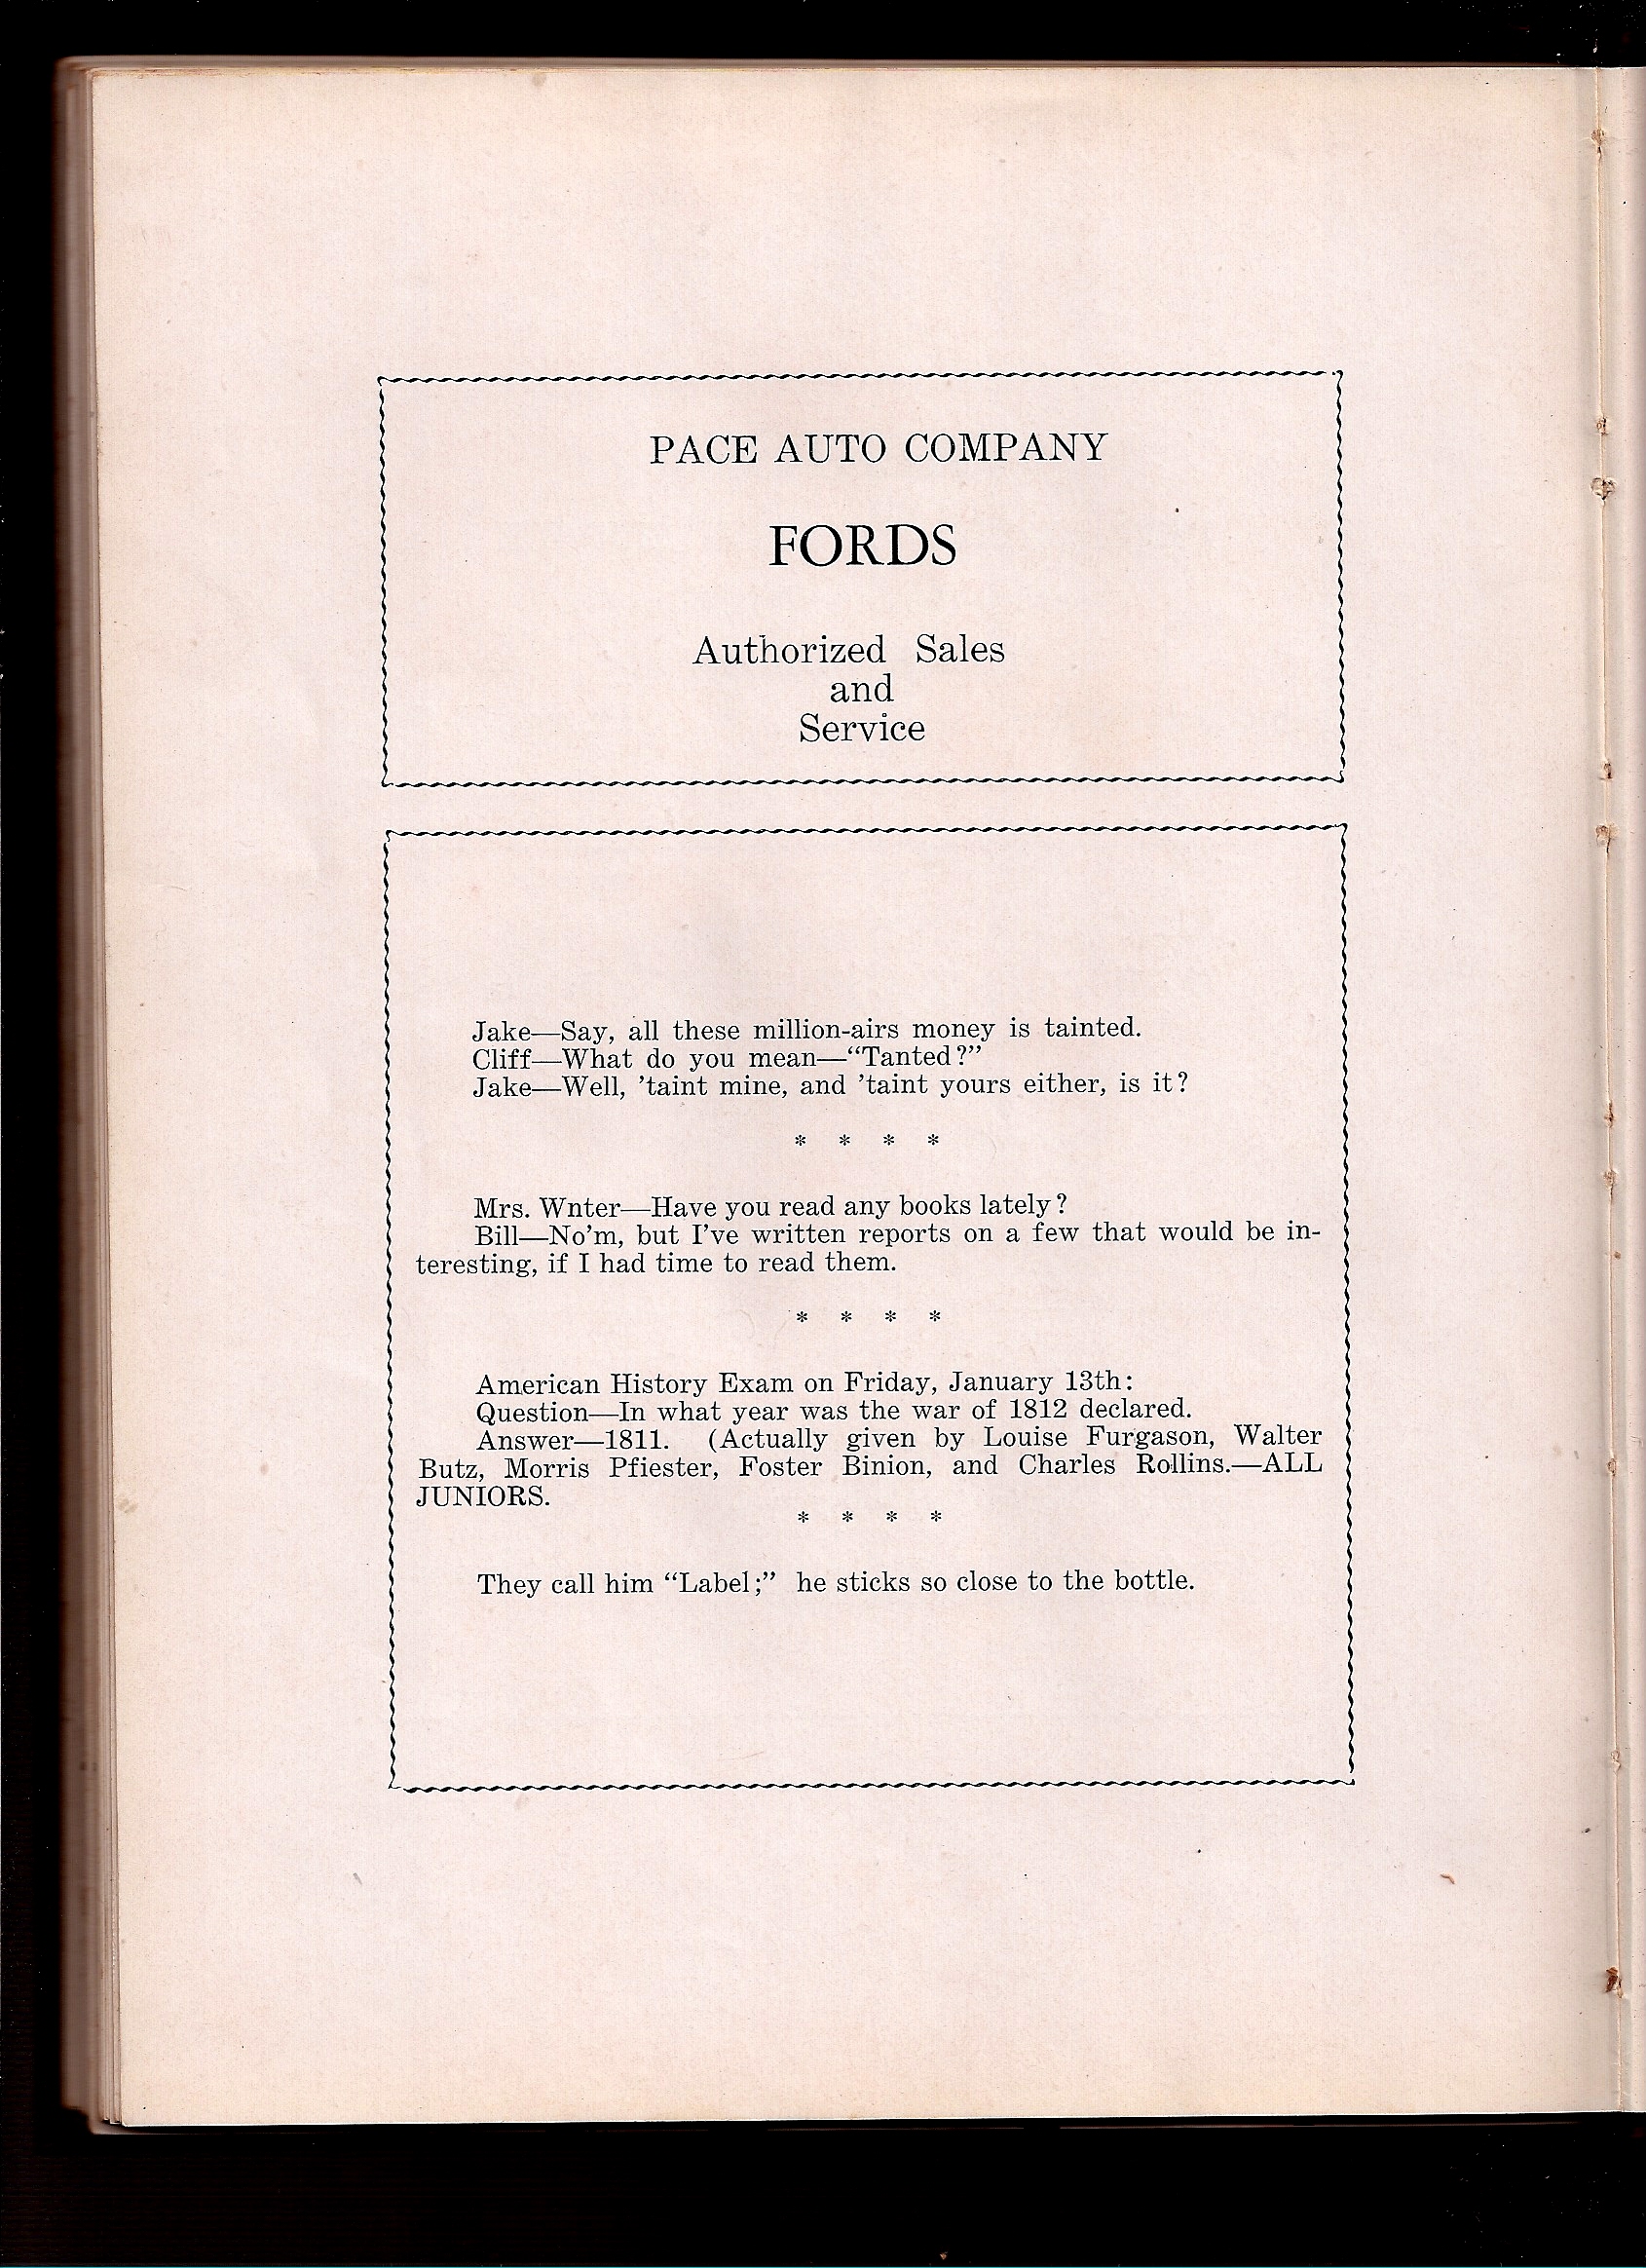 PACE AUTO COMPANY
FORDS
Authorized Sales
and
Service
Jake—Say, all these million-airs money is tainted.
Cliff—What do you mean—“Tanted?”
Jake—Well, ’taint mine, and ’taint yours either, is it?
* * * *
Mrs. Wnter—Have you read any books lately?
Bill—No’m, but I’ve written reports on a few that would be in-
teresting, if I had time to read them.
* * * *
American History Exam on Friday, January 13th:
Question—In what year was the war of 1812 declared.
Answer—1811. (Actually given by Louise Furgason, Walter
Butz, Morris Pfiester, Foster Binion, and Charles Rollins.—ALL
JUNIORS.
* * * *
They call him “Label;” he sticks so close to the bottle.